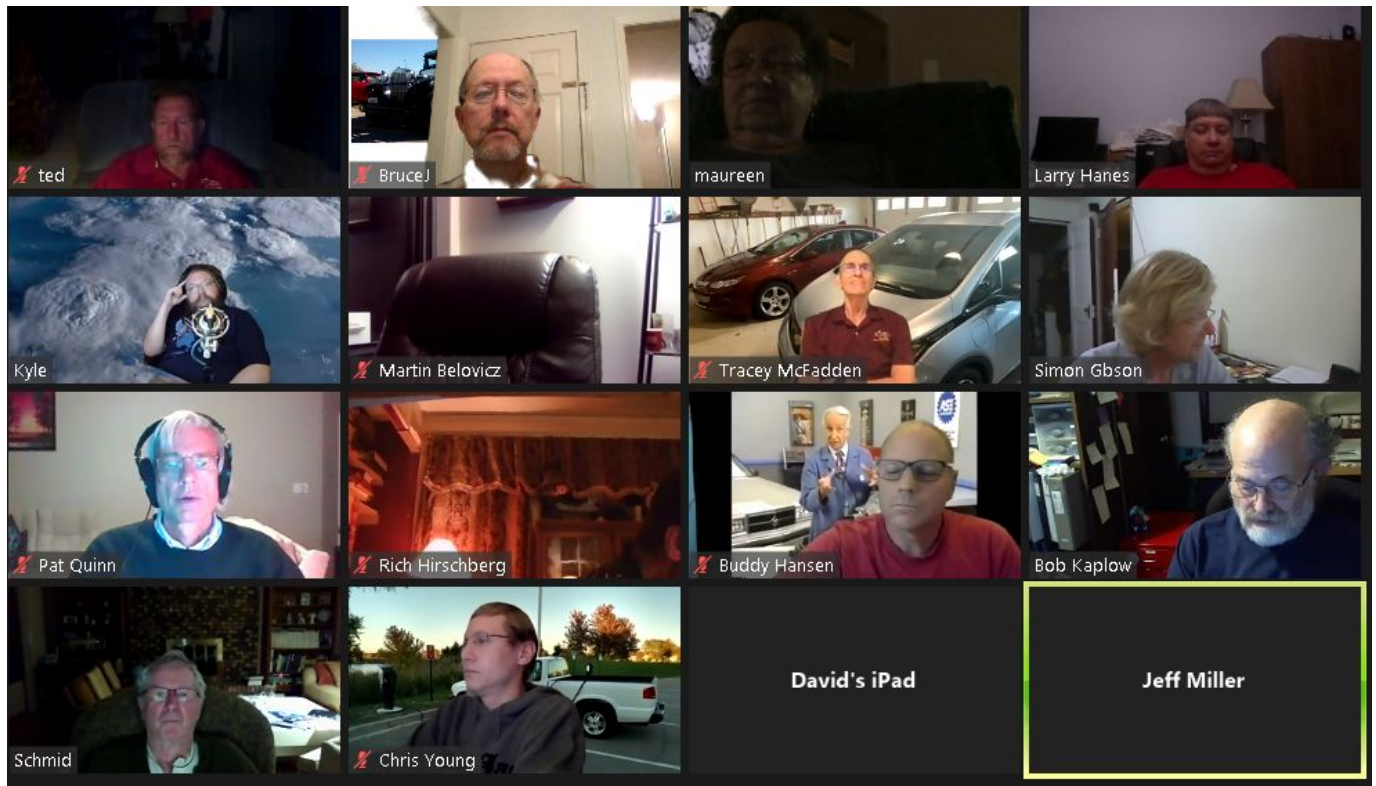 ted
BruceJ
maureen
Larry Hanes
Kyle
Martin Belovicz
Tracey McFadden
Simon Gbson
Pat Quinn
Rich Hirschberg
Buddy Hansen
Bob Kaplow
Schmid
Chris Young
David's iPad
Jeff Miller